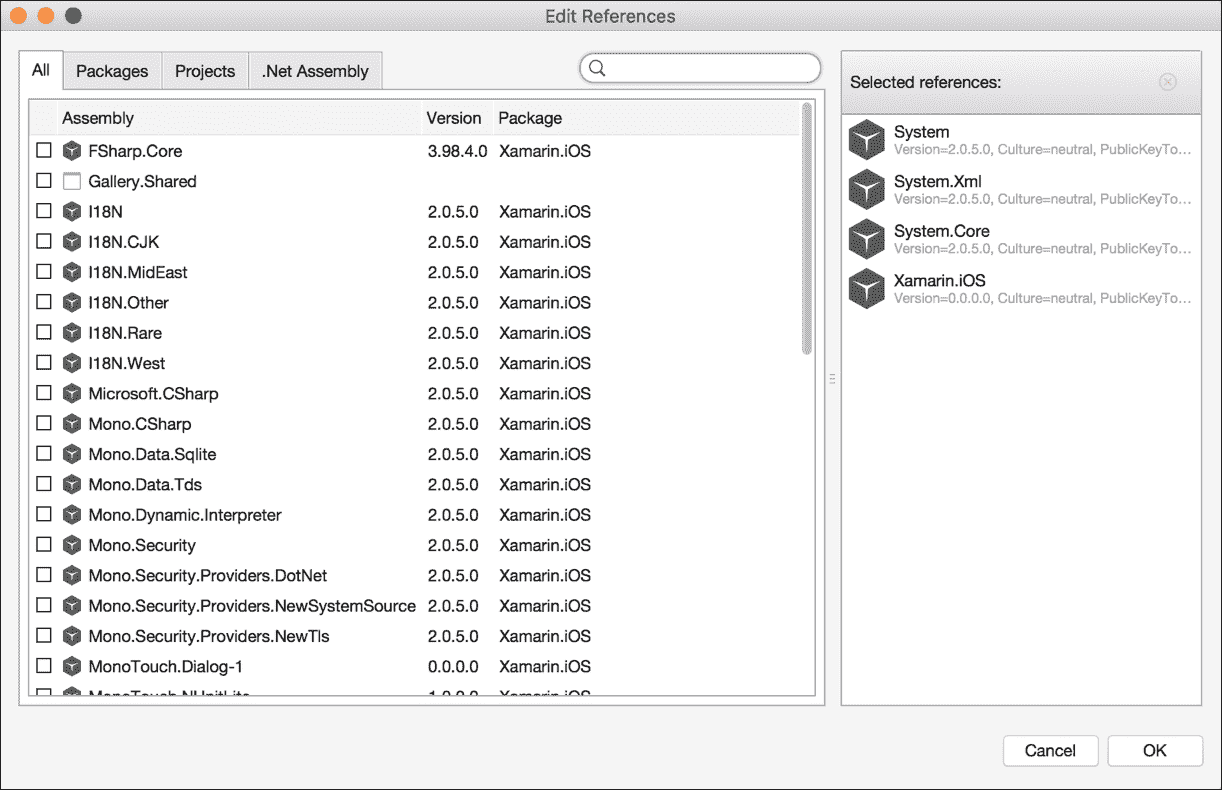 Edit References
All Packages Projects .Net Assembly
Selected references:
Assembly Version Package
FSharp.Core 3.98.4.0 Xamarin.iOS
Gallery.Shared
I18N 2.0.5.0 Xamarin.iOS
I18N.CJK 2.0.5.0 Xamarin.iOS
I18N.MidEast 2.0.5.0 Xamarin.iOS
I18N.Other 2.0.5.0 Xamarin.iOS
I18N.Rare 2.0.5.0 Xamarin.iOS
I18N.West 2.0.5.0 Xamarin.iOS
Microsoft.CSharp 2.0.5.0 Xamarin.iOS
Mono.CSharp 2.0.5.0 Xamarin.iOS
Mono.Data.Sqlite 2.0.5.0 Xamarin.iOS
Mono.Data.Tds 2.0.5.0 Xamarin.iOS
Mono.Dynamic.Interpreter 2.0.5.0 Xamarin.iOS
Mono.Security 2.0.5.0 Xamarin.iOS
Mono.Security.Providers.DotNet 2.0.5.0 Xamarin.iOS
Mono.Security.Providers.NewSystemSource 2.0.5.0 Xamarin.iOS
Mono.Security.Providers.NewTls 2.0.5.0 Xamarin.iOS
MonoTouch.Dialog-1 0.0.0.0 Xamarin.iOS
MonoTouch.NUnitLite 1.0.0.0 Xamarin.iOS
System
Version=2.0.5.0, Culture=neutral, PublicKeyTo...
System.Xml
Version=2.0.5.0, Culture=neutral, PublicKeyTo...
System.Core
Version=2.0.5.0, Culture=neutral, PublicKeyTo...
Xamarin.iOS
Version=0.0.0.0, Culture=neutral, PublicKeyTo...
Cancel OK